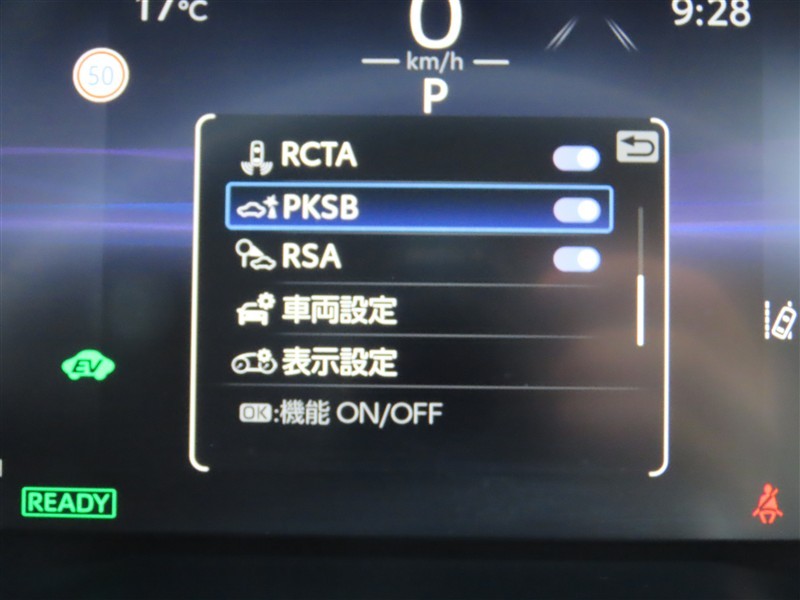 17°C
0
9:28
50
km/h
P
RCTA
PKSB
RSA
車両設定
表示設定
EV
OK:機能 ON/OFF
READY